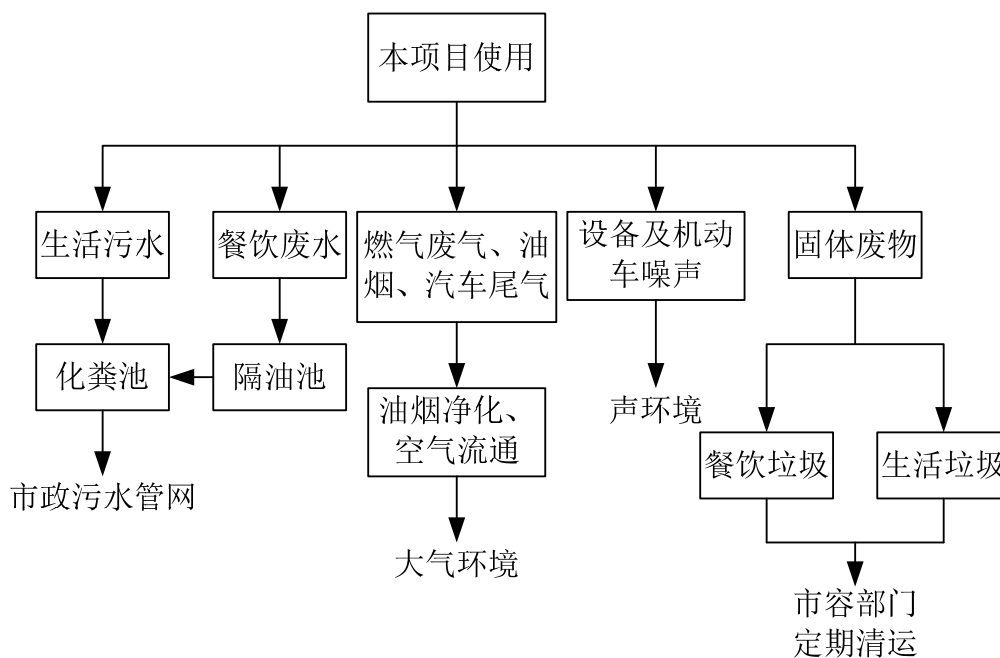 本项目使用
生活污水
餐饮废水
燃气废气、油
烟、汽车尾气
设备及机动
车噪声
固体废物
化粪池
隔油池
油烟净化、
空气流通
声环境
餐饮垃圾
生活垃圾
市政污水管网
大气环境
市容部门
定期清运